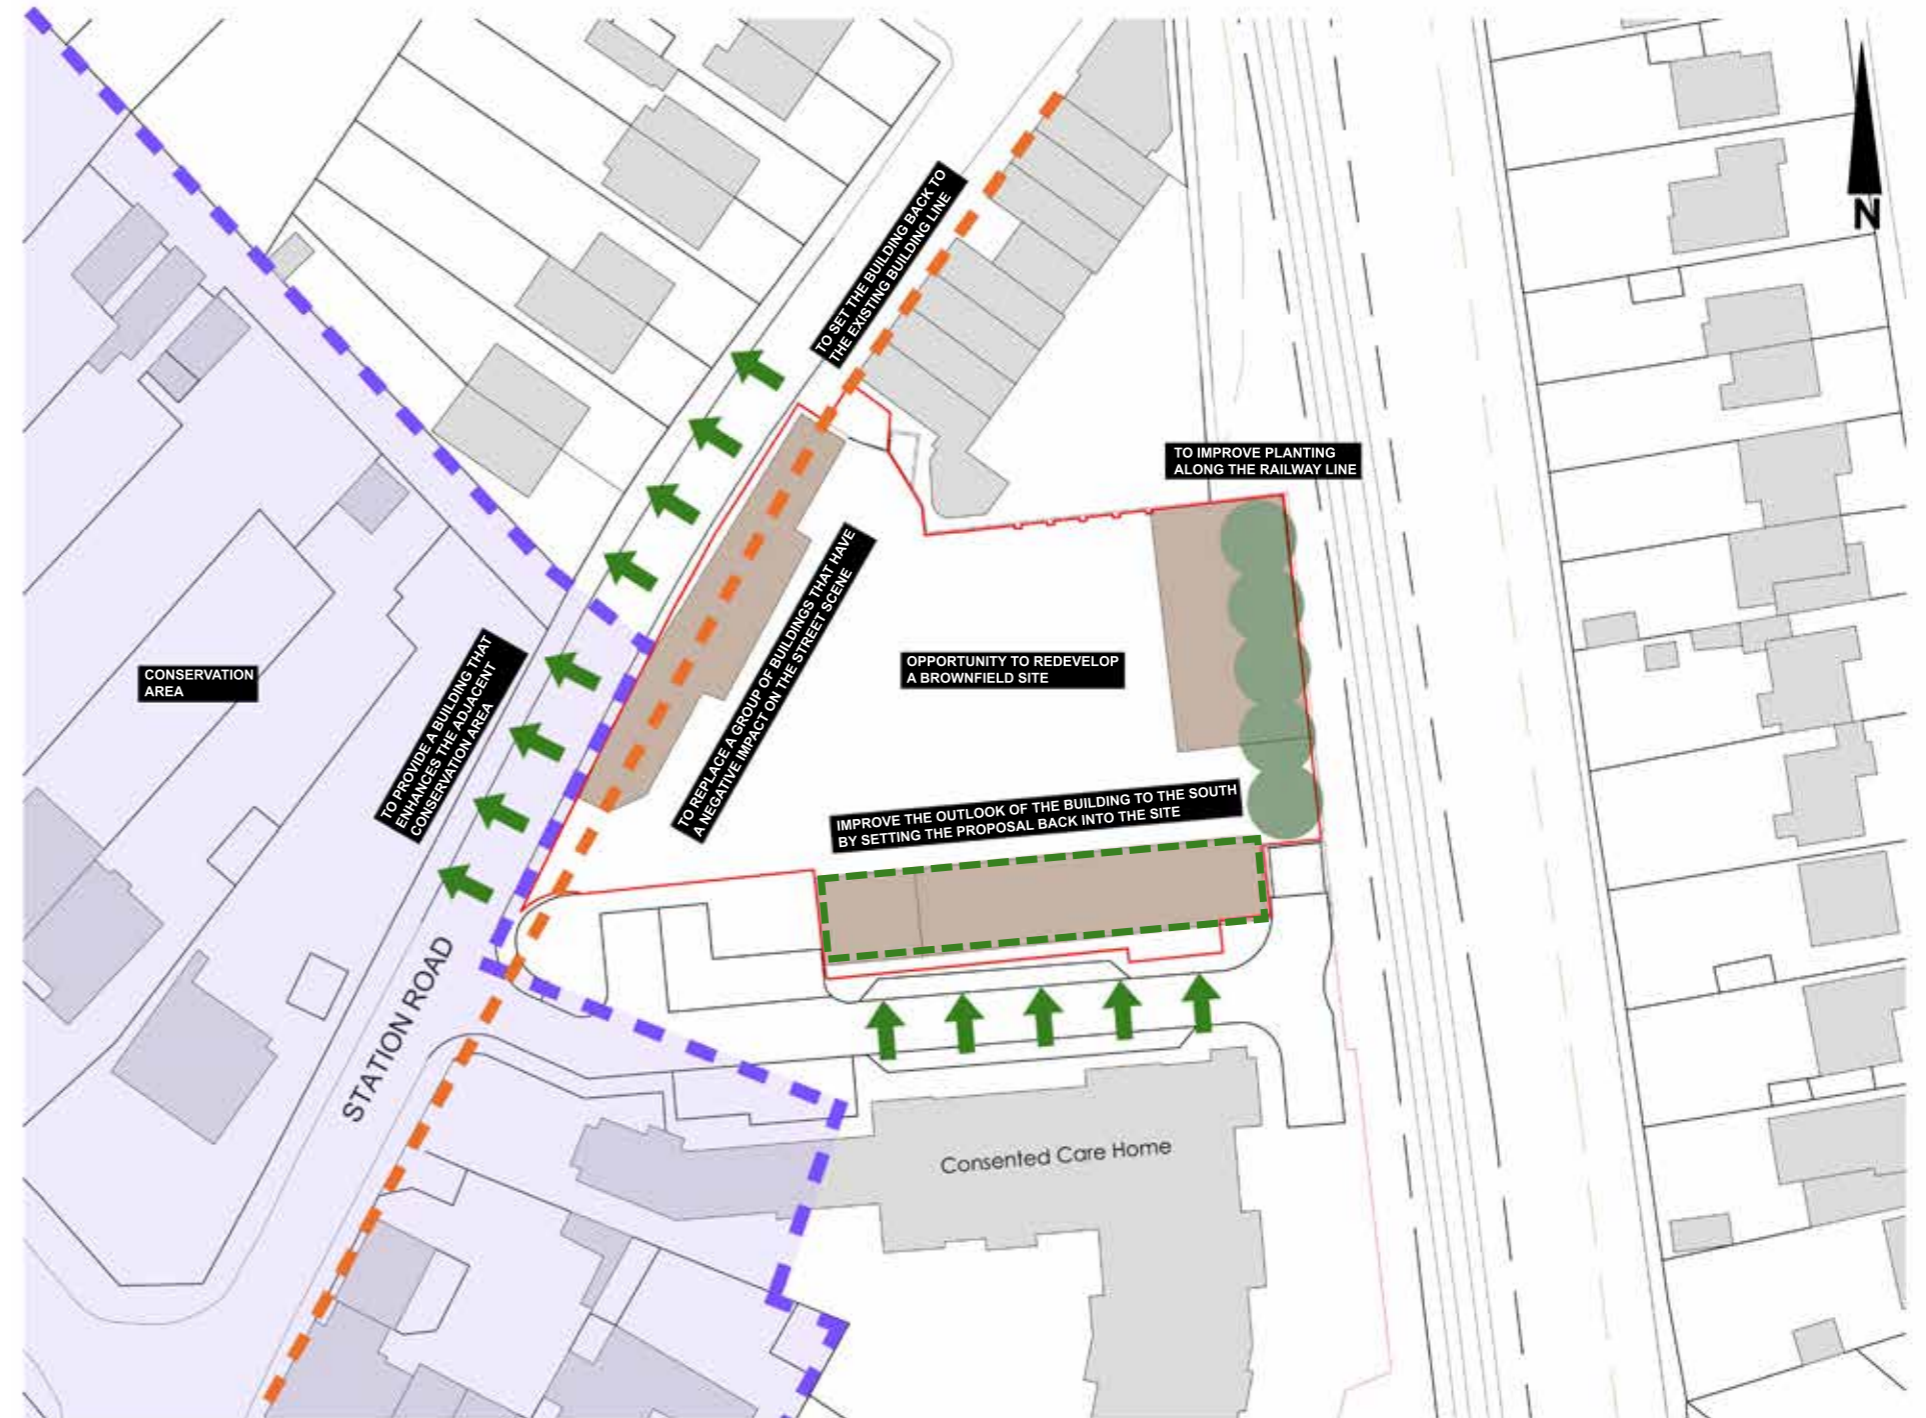 N
TO SET THE BUILDING BACK TO
THE EXISTING BUILDING LINE
TO IMPROVE PLANTING
ALONG THE RAILWAY LINE
CONSERVATION
AREA
TO PROVIDE A BUILDING THAT
ENHANCES THE ADJACENT
CONSERVATION AREA
TO REPLACE A GROUP OF BUILDINGS THAT HAVE
A NEGATIVE IMPACT ON THE STREET SCENE
OPPORTUNITY TO REDEVELOP
A BROWNFIELD SITE
IMPROVE THE OUTLOOK OF THE BUILDING TO THE SOUTH
BY SETTING THE PROPOSAL BACK INTO THE SITE
STATION ROAD
Consented Care Home